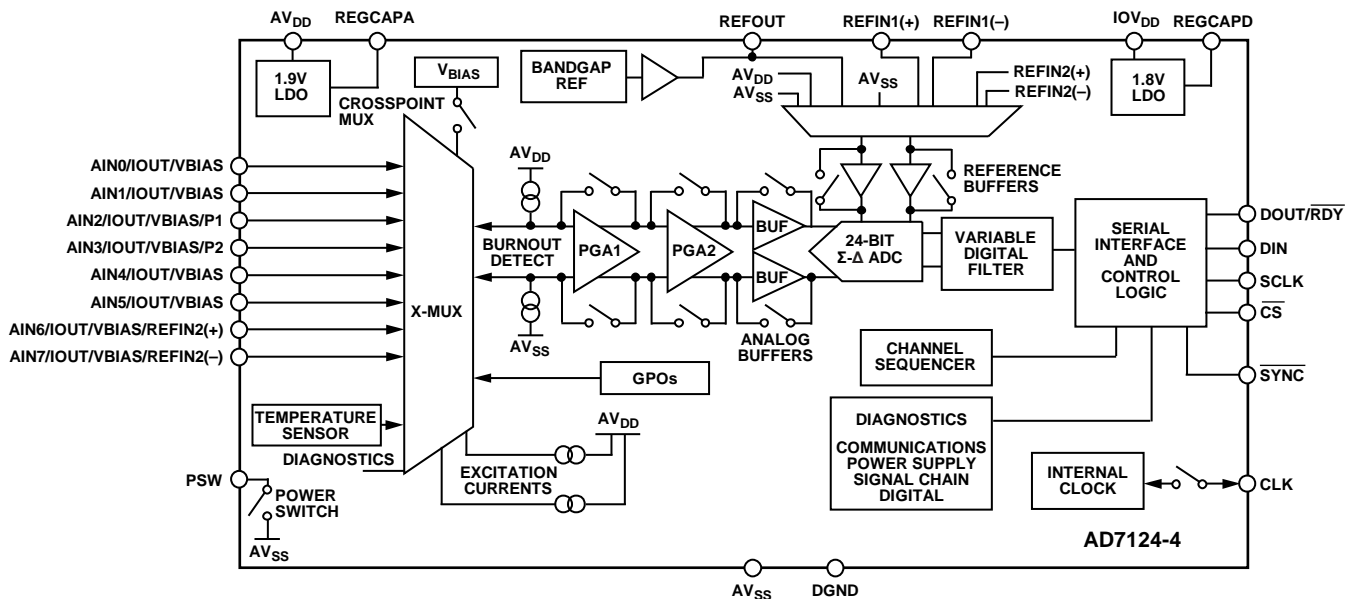 AVDD
REGCAPA
REFOUT
REFIN1(+)
REFIN1(–)
IOVDD
REGCAPD
1.9V
LDO
VBIAS
BANDGAP
REF
AVDD
AVSS
AVSS
REFIN2(+)
REFIN2(–)
1.8V
LDO
CROSSPOINT
MUX
AIN0/IOUT/VBIAS
AIN1/IOUT/VBIAS
AIN2/IOUT/VBIAS/P1
AIN3/IOUT/VBIAS/P2
AIN4/IOUT/VBIAS
AIN5/IOUT/VBIAS
AIN6/IOUT/VBIAS/REFIN2(+)
AIN7/IOUT/VBIAS/REFIN2(–)
X-MUX
AVDD
BURNOUT
DETECT
AVSS
PGA1
PGA2
BUF
BUF
ANALOG
BUFFERS
REFERENCE
BUFFERS
24-BIT
Σ-Δ ADC
VARIABLE
DIGITAL
FILTER
SERIAL
INTERFACE
AND
CONTROL
LOGIC
DOUT/RDY
DIN
SCLK
CS
SYNC
CHANNEL
SEQUENCER
GPOs
TEMPERATURE
SENSOR
DIAGNOSTICS
AVDD
EXCITATION
CURRENTS
DIAGNOSTICS
COMMUNICATIONS
POWER SUPPLY
SIGNAL CHAIN
DIGITAL
INTERNAL
CLOCK
CLK
PSW
POWER
SWITCH
AVSS
AD7124-4
AVSS
DGND